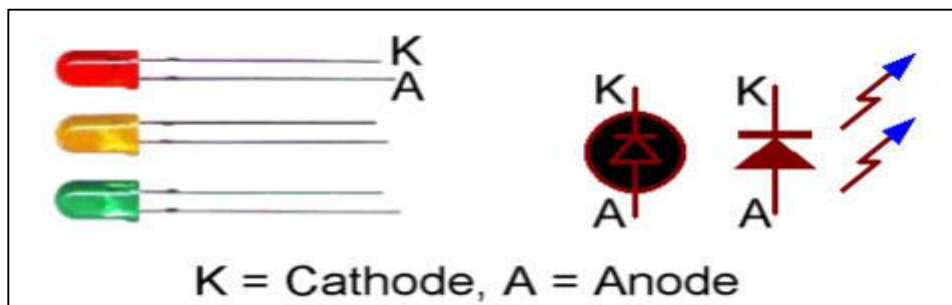 K
A
K K
A A
K = Cathode, A = Anode